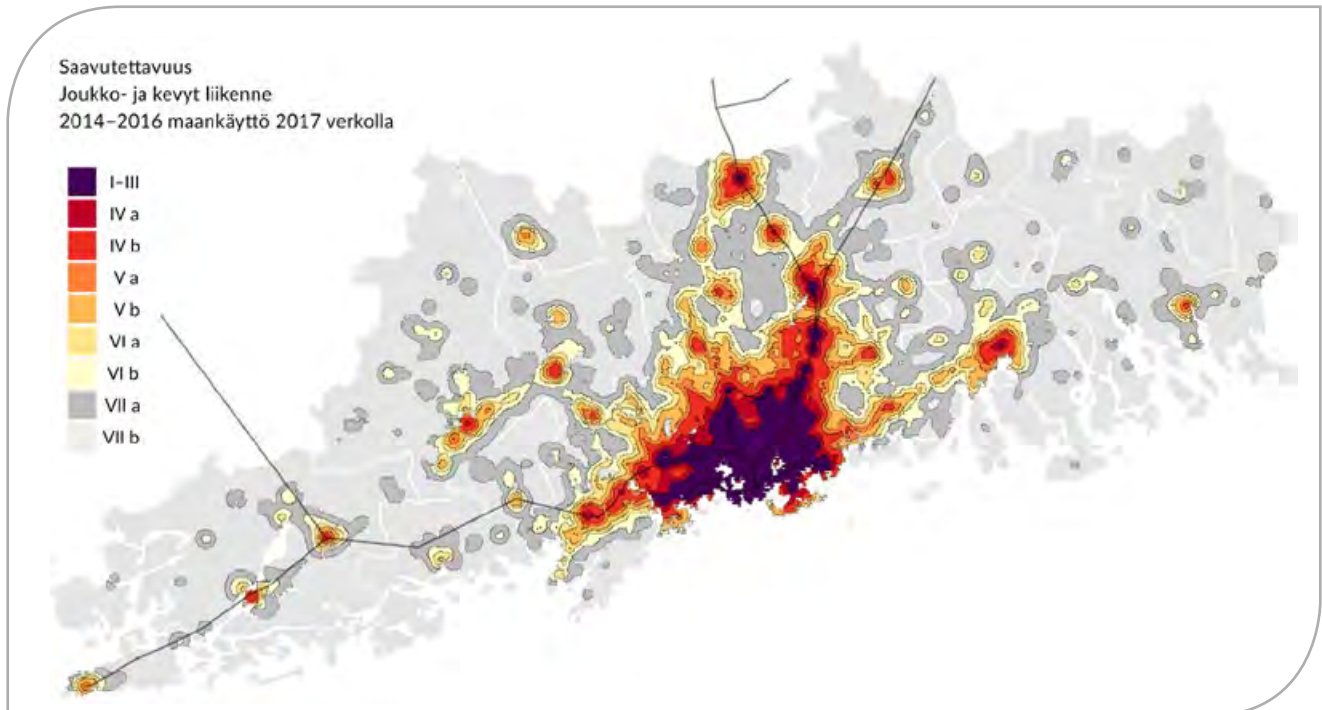 Saavutettavuus
Joukko- ja kevyt liikenne
2014–2016 maankäyttö 2017 verkolla
I–III
IV a
IV b
V a
V b
VI a
VI b
VII a
VII b